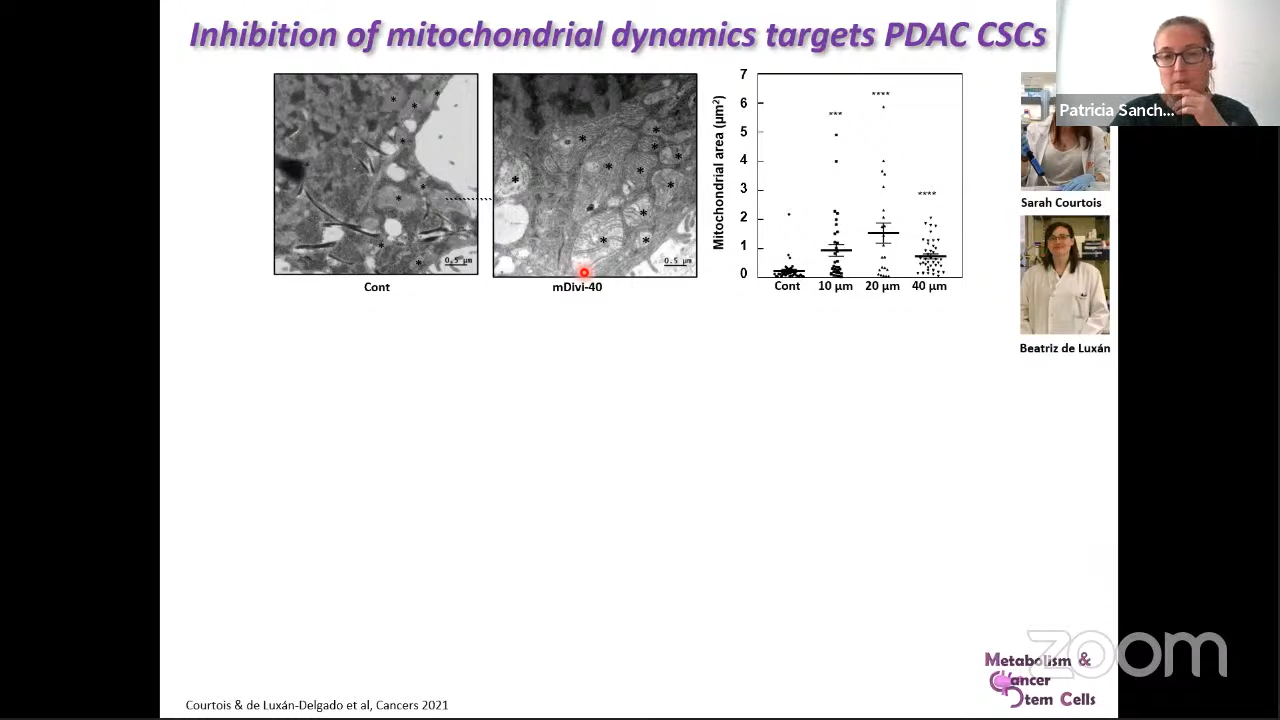 Inhibition of mitochondrial dynamics targets PDAC CSCs
Patricia Sanch...
Sarah Courtois
Beatriz de Luxán
0.5 μm
Cont
0.5 μm
mDivi-40
Mitochondrial area (μm²)
7
6
5
4
3
2
1
0
***
****
****
Cont
10 μm
20 μm
40 μm
zoom
Metabolism &
Cancer
Stem Cells
Courtois & de Luxán-Delgado et al, Cancers 2021